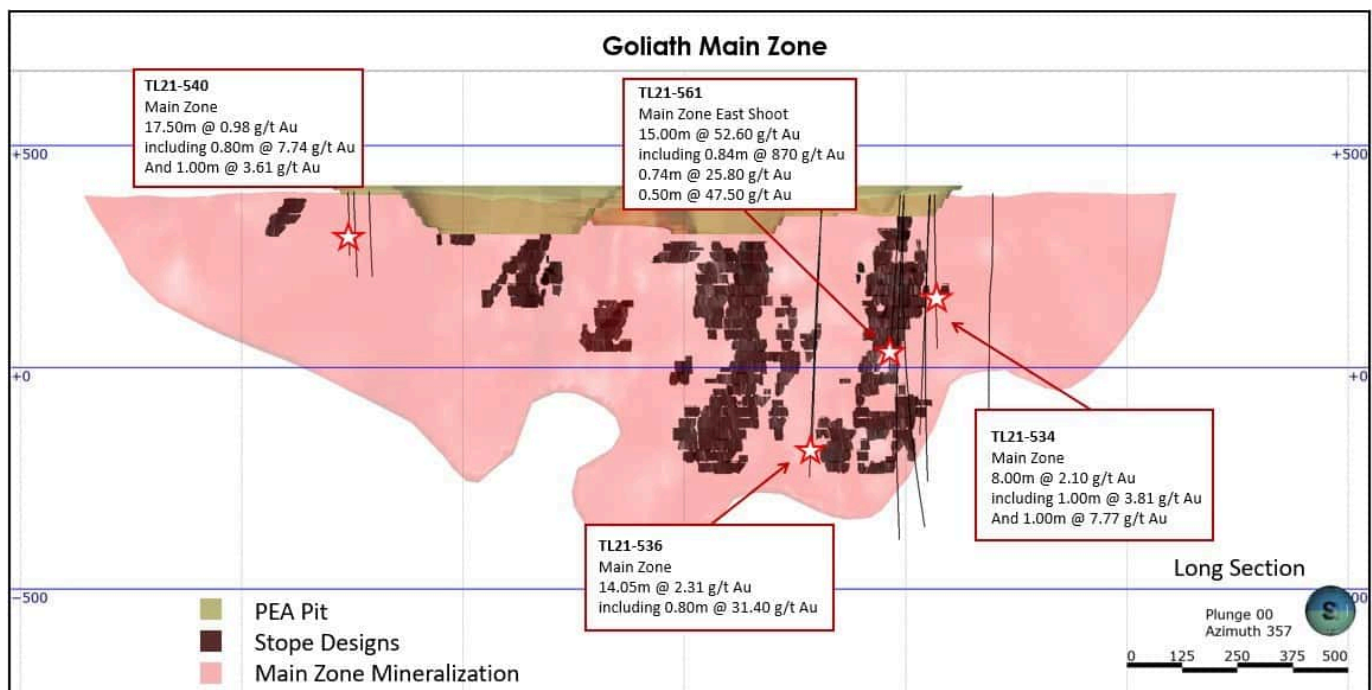 Goliath Main Zone
TL21-540
Main Zone
17.50m @ 0.98 g/t Au
including 0.80m @ 7.74 g/t Au
And 1.00m @ 3.61 g/t Au
TL21-561
Main Zone East Shoot
15.00m @ 52.60 g/t Au
including 0.84m @ 870 g/t Au
0.74m @ 25.80 g/t Au
0.50m @ 47.50 g/t Au
+500
+500
+0
+0
TL21-534
Main Zone
8.00m @ 2.10 g/t Au
including 1.00m @ 3.81 g/t Au
And 1.00m @ 7.77 g/t Au
TL21-536
Main Zone
14.05m @ 2.31 g/t Au
including 0.80m @ 31.40 g/t Au
-500
PEA Pit
Stope Designs
Main Zone Mineralization
Long Section
Plunge 00
Azimuth 357
S
0 125 250 375 500